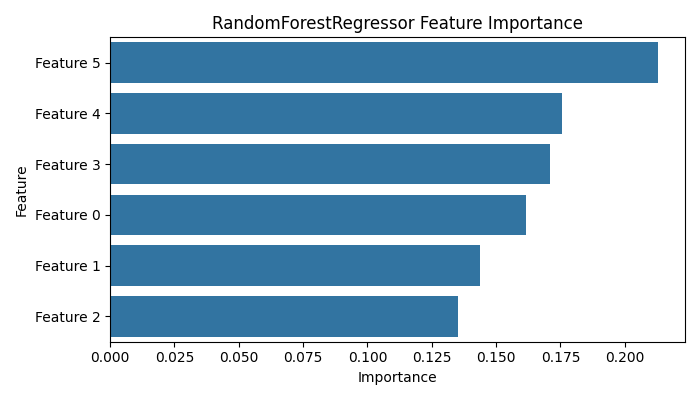 RandomForestRegressor Feature Importance
Feature 5
Feature 4
Feature 3
Feature 0
Feature 1
Feature 2
Feature
0.000 0.025 0.050 0.075 0.100 0.125 0.150 0.175 0.200
Importance